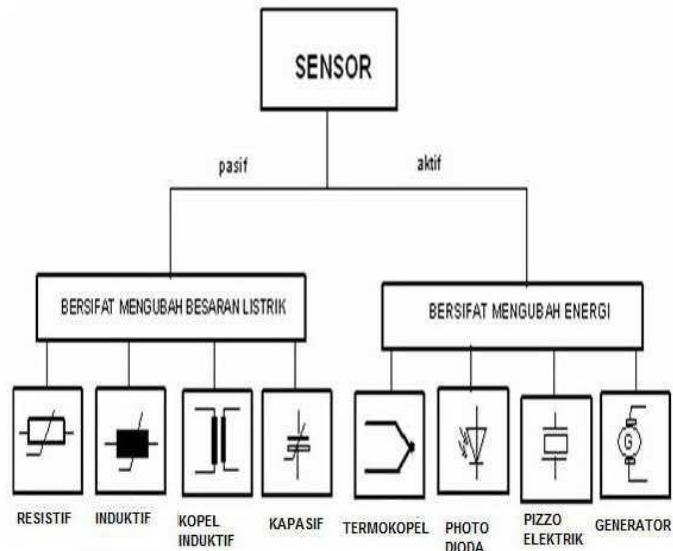 SENSOR
pasif
aktif
BERSIFAT MENGUBAH BESARAN LISTRIK
BERSIFAT MENGUBAH ENERGI
G
RESISTIF
INDUKTIF
KOPEL
INDUKTIF
KAPASIF
TERMOKOPEL
PHOTO
DIODA
PIZZO
ELEKTRIK
GENERATOR